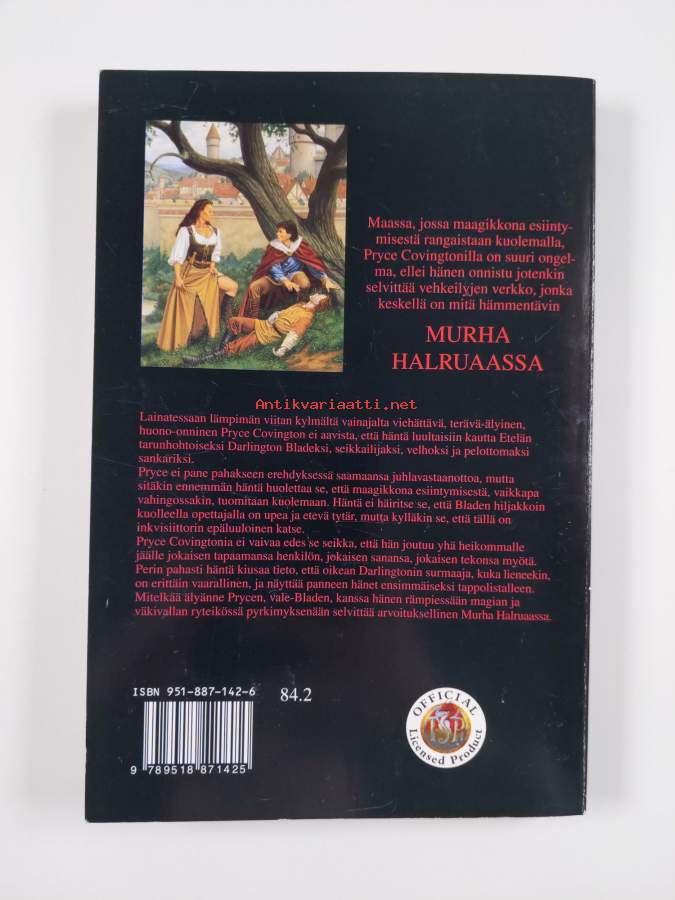 Maassa, jossa maagikkona esiinty-
misestä rangaistaan kuolemalla,
Pryce Covingtonilla on suuri ongel-
ma, ellei hänen onnistu jotenkin
selvittää vehkeilyjen verkko, jonka
keskellä on mitä hämmentävin
MURHA
HALRUAASSA
Antikvariaatti.net
Lainatessaan lämpimän viitan kylmältä vainajalta viehättävä, terävä-älyinen,
huono-onninen Pryce Covington ei aavista, että häntä luultaisiin kautta Etelän
tarunhohtoiseksi Darlington Bladeksi, seikkailijaksi, velhoksi ja pelottomaksi
sankariksi.
Pryce ei pane pahakseen erehdyksessä saamaansa juhlavastaanottoa, mutta
sitäkin ennemmän häntä huolettaa se, että maagikkona esiintymisestä, vaikkapa
vahingossakin, tuomitaan kuolemaan. Häntä ei häiritse se, että Bladen hiljakkoin
kuolleella opettajalla on upea ja etevä tytär, mutta kylläkin se, että tällä on
inkvisiittorin epäluuloinen katse.
Pryce Covingtonia ei vaivaa edes se seikka, että hän joutuu yhä heikommalle
jäälle jokaisen tapaamansa henkilön, jokaisen sanansa, jokaisen tekonsa myötä.
Perin pahasti häntä kiusaa tieto, että oikean Darlingtonin surmaaja, kuka lieneekin,
on erittäin vaarallinen, ja näyttää panneen hänet ensimmäiseksi tappolistalleen.
Mitelkää älyänne Prycen, vale-Bladen, kanssa hänen rämpiessään magian ja
väkivallan ryteikössä pyrkimyksenään selvittää arvoituksellinen Murha Halruaassa.
ISBN 951-887-142-6
84.2
9 789518 871425
OFFICIAL
TSR
Licensed Product